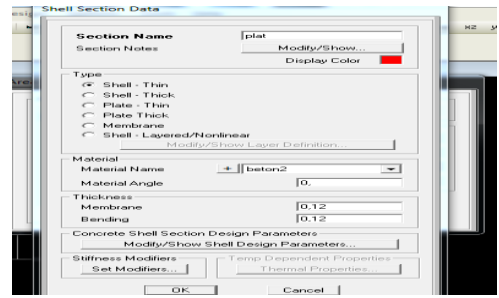 Shell Section Data
Section Name plat
Section Notes Modify/Show...
Display Color
Type
Shell - Thin
Shell - Thick
Plate - Thin
Plate Thick
Membrane
Shell - Layered/Nonlinear
Modify/Show Layer Definition...
Material
Material Name + beton2
Material Angle 0,
Thickness
Membrane 0,12
Bending 0,12
Concrete Shell Section Design Parameters
Modify/Show Shell Design Parameters...
Stiffness Modifiers Temp Dependent Properties
Set Modifiers... Thermal Properties...
OK Cancel